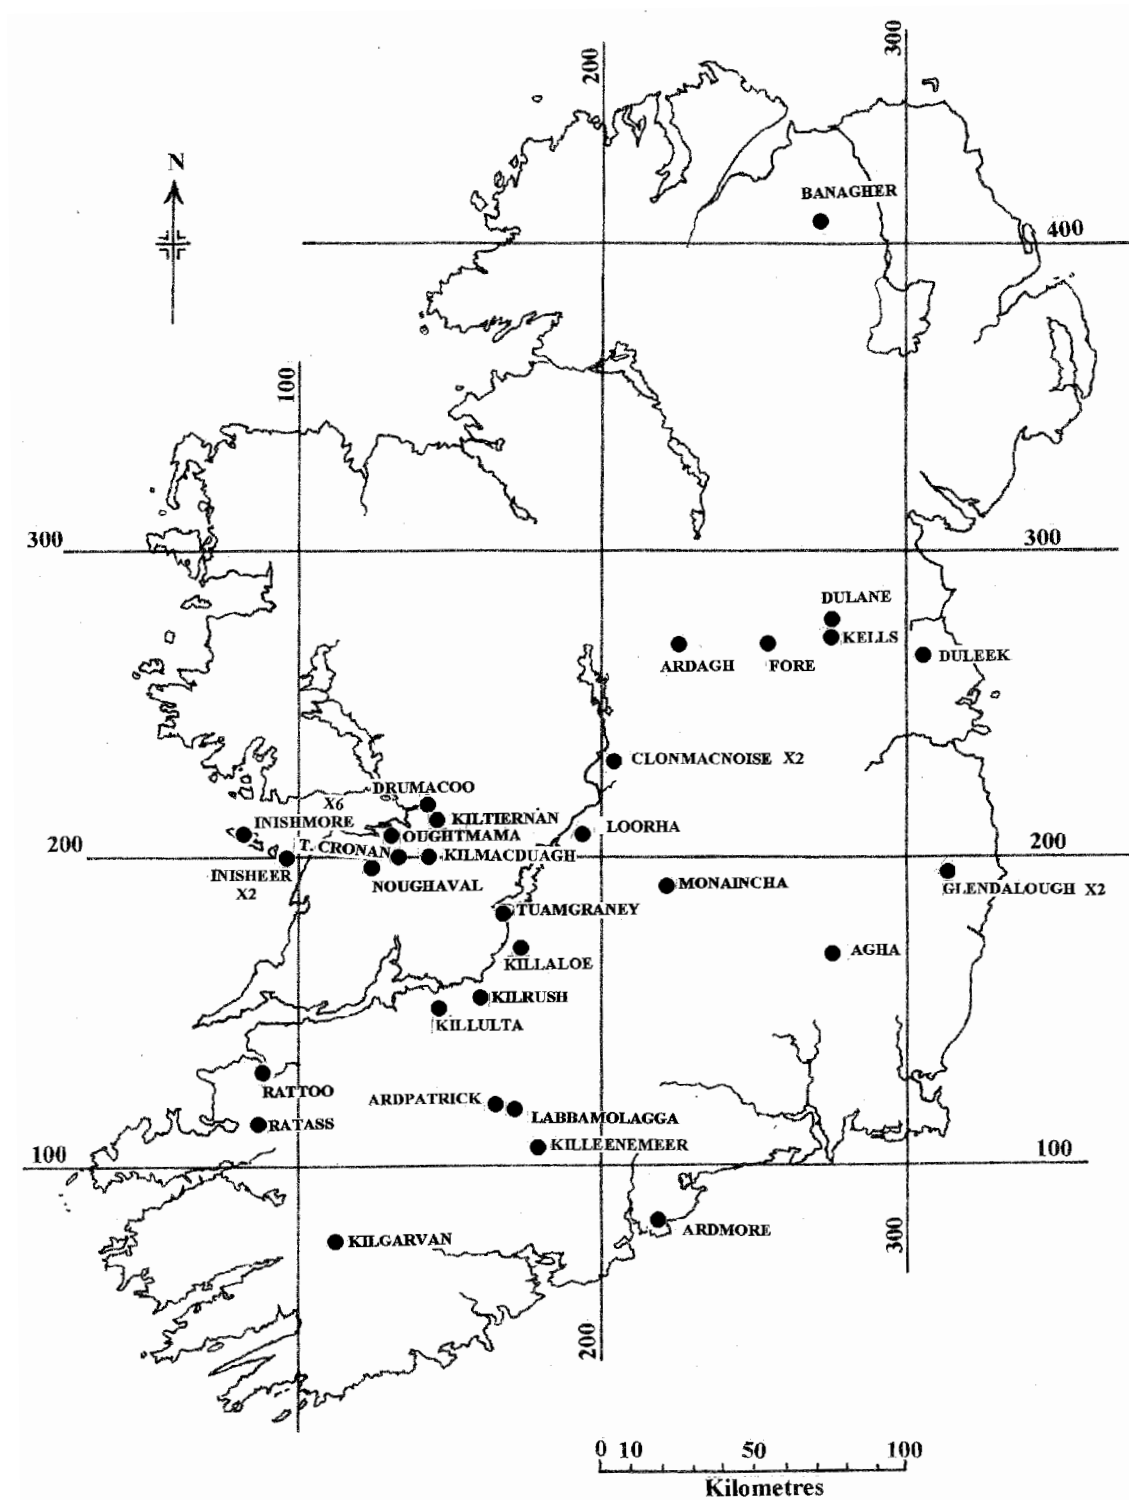 300
200
N
BANAGHER
400
100
300
300
DULANE
KELLS
ARDAGH
FORE
DULEEK
CLONMACNOISE X2
DRUMACOO
X6
INISHMORE
KILTIERNAN
OUGHTMAMA
LOORHA
200
T. CRONAN
KILMACDUAGH
200
INISHEER
X2
NOUGHAVAL
MONAINCHA
GLENDALOUGH X2
TUAMGRANEY
AGHA
KILLALOE
KILRUSH
KILLULTA
RATTOO
ARDPATRICK
LABBAMOLAGGA
RATASS
KILLEENEMEER
100
100
ARDMORE
KILGARVAN
300
200
0 10 50 100
Kilometres